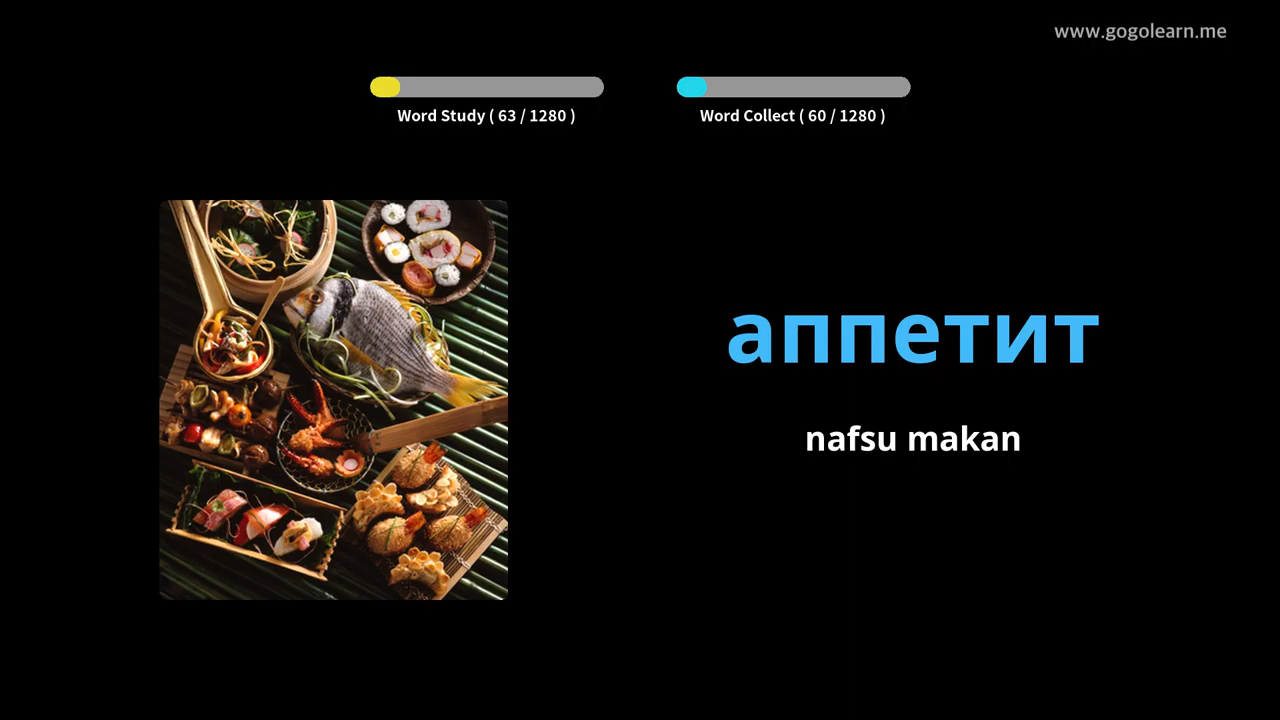 www.gogolearn.me
Word Study ( 63 / 1280 )
Word Collect ( 60 / 1280 )
аппетит
nafsu makan